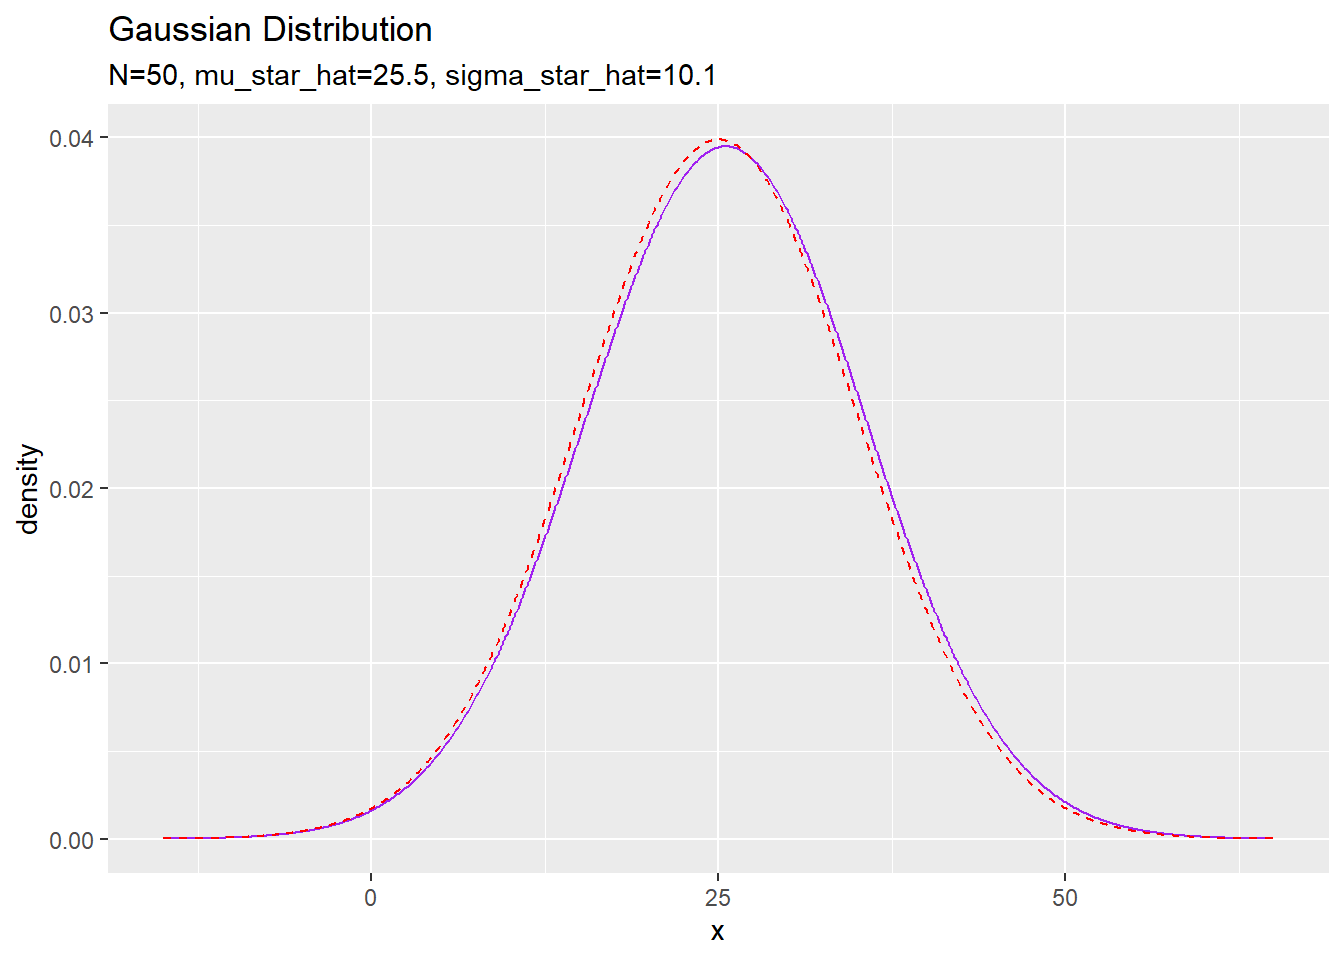 Gaussian Distribution
N=50, mu_star_hat=25.5, sigma_star_hat=10.1
0.04
0.03
0.02
0.01
0.00
density
0
25
50
x